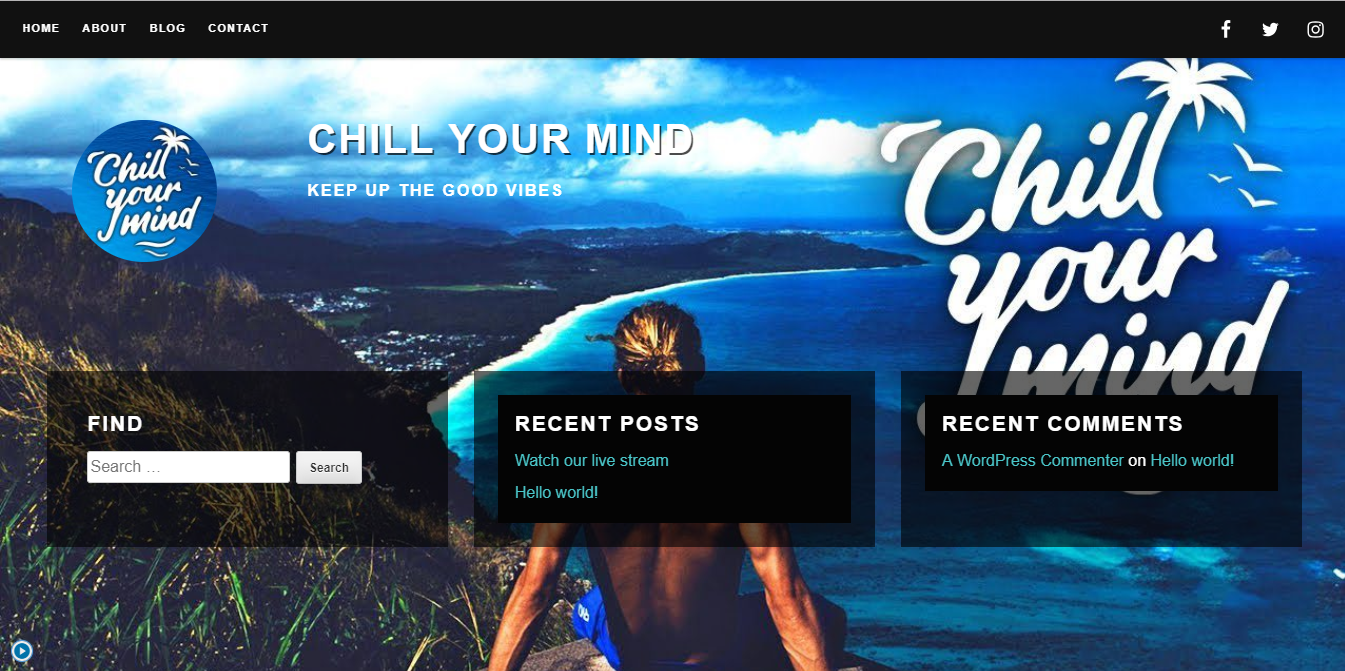 HOME ABOUT BLOG CONTACT
CHILL YOUR MIND
KEEP UP THE GOOD VIBES
Chill
your
mind
Chill
your
mind
FIND
Search ...
Search
RECENT POSTS
Watch our live stream
Hello world!
RECENT COMMENTS
A WordPress Commenter on Hello world!